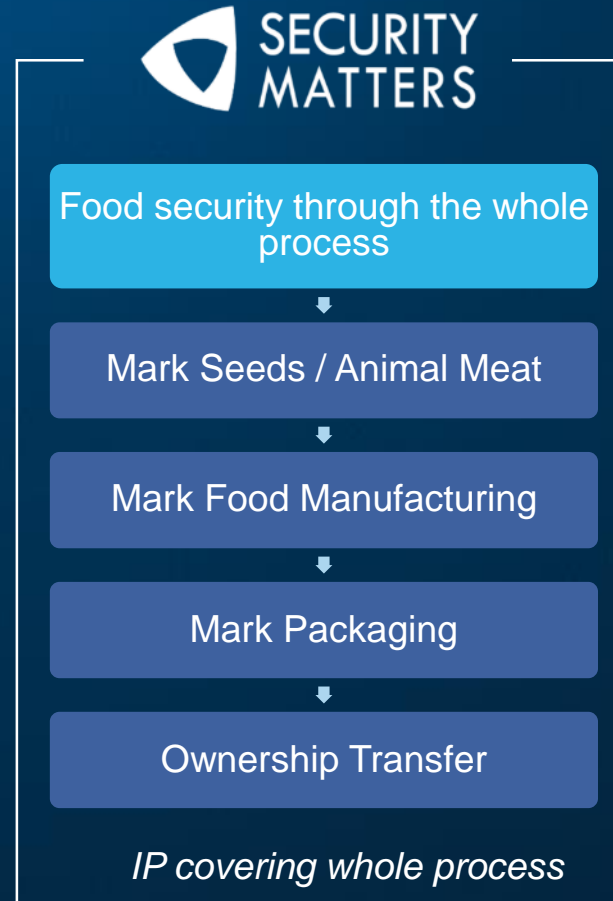 SECURITY
MATTERS
Food security through the whole
process
Mark Seeds / Animal Meat
Mark Food Manufacturing
Mark Packaging
Ownership Transfer
IP covering whole process